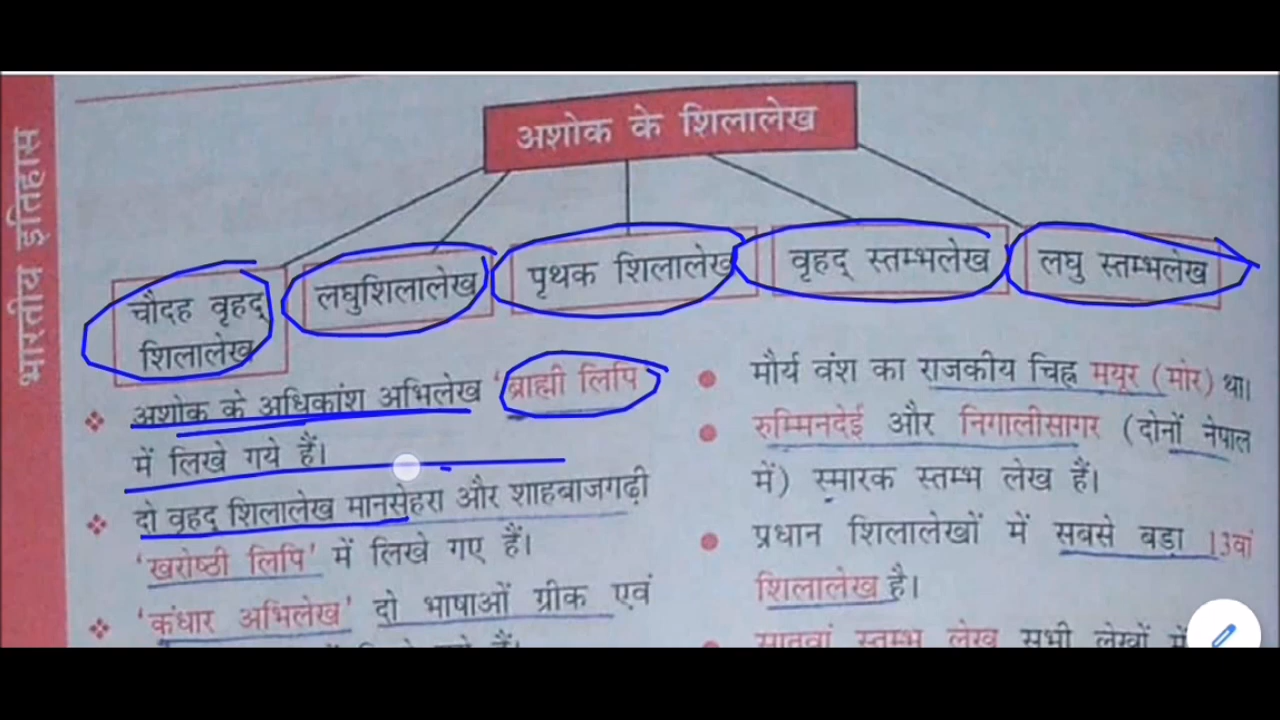 भारतीय इतिहास
अशोक के शिलालेख
चौदह वृहद्
शिलालेख
लघुशिलालेख
पृथक शिलालेख
वृहद् स्तम्भलेख
लघु स्तम्भलेख
अशोक के अधिकांश अभिलेख 'ब्राह्मी लिपि
में लिखे गये हैं।
दो वृहद् शिलालेख मानसेहरा और शाहबाजगढ़ी
'खरोष्ठी लिपि' में लिखे गए हैं।
'कंधार अभिलेख' दो भाषाओं ग्रीक एवं
मौर्य वंश का राजकीय चिह्न मयूर (मोर) था।
रुम्मिनदेई और निगालीसागर (दोनों नेपाल
में) स्मारक स्तम्भ लेख हैं।
प्रधान शिलालेखों में सबसे बड़ा 13वां
शिलालेख है।
सातवां स्तम्भ लेख सभी लेखों में